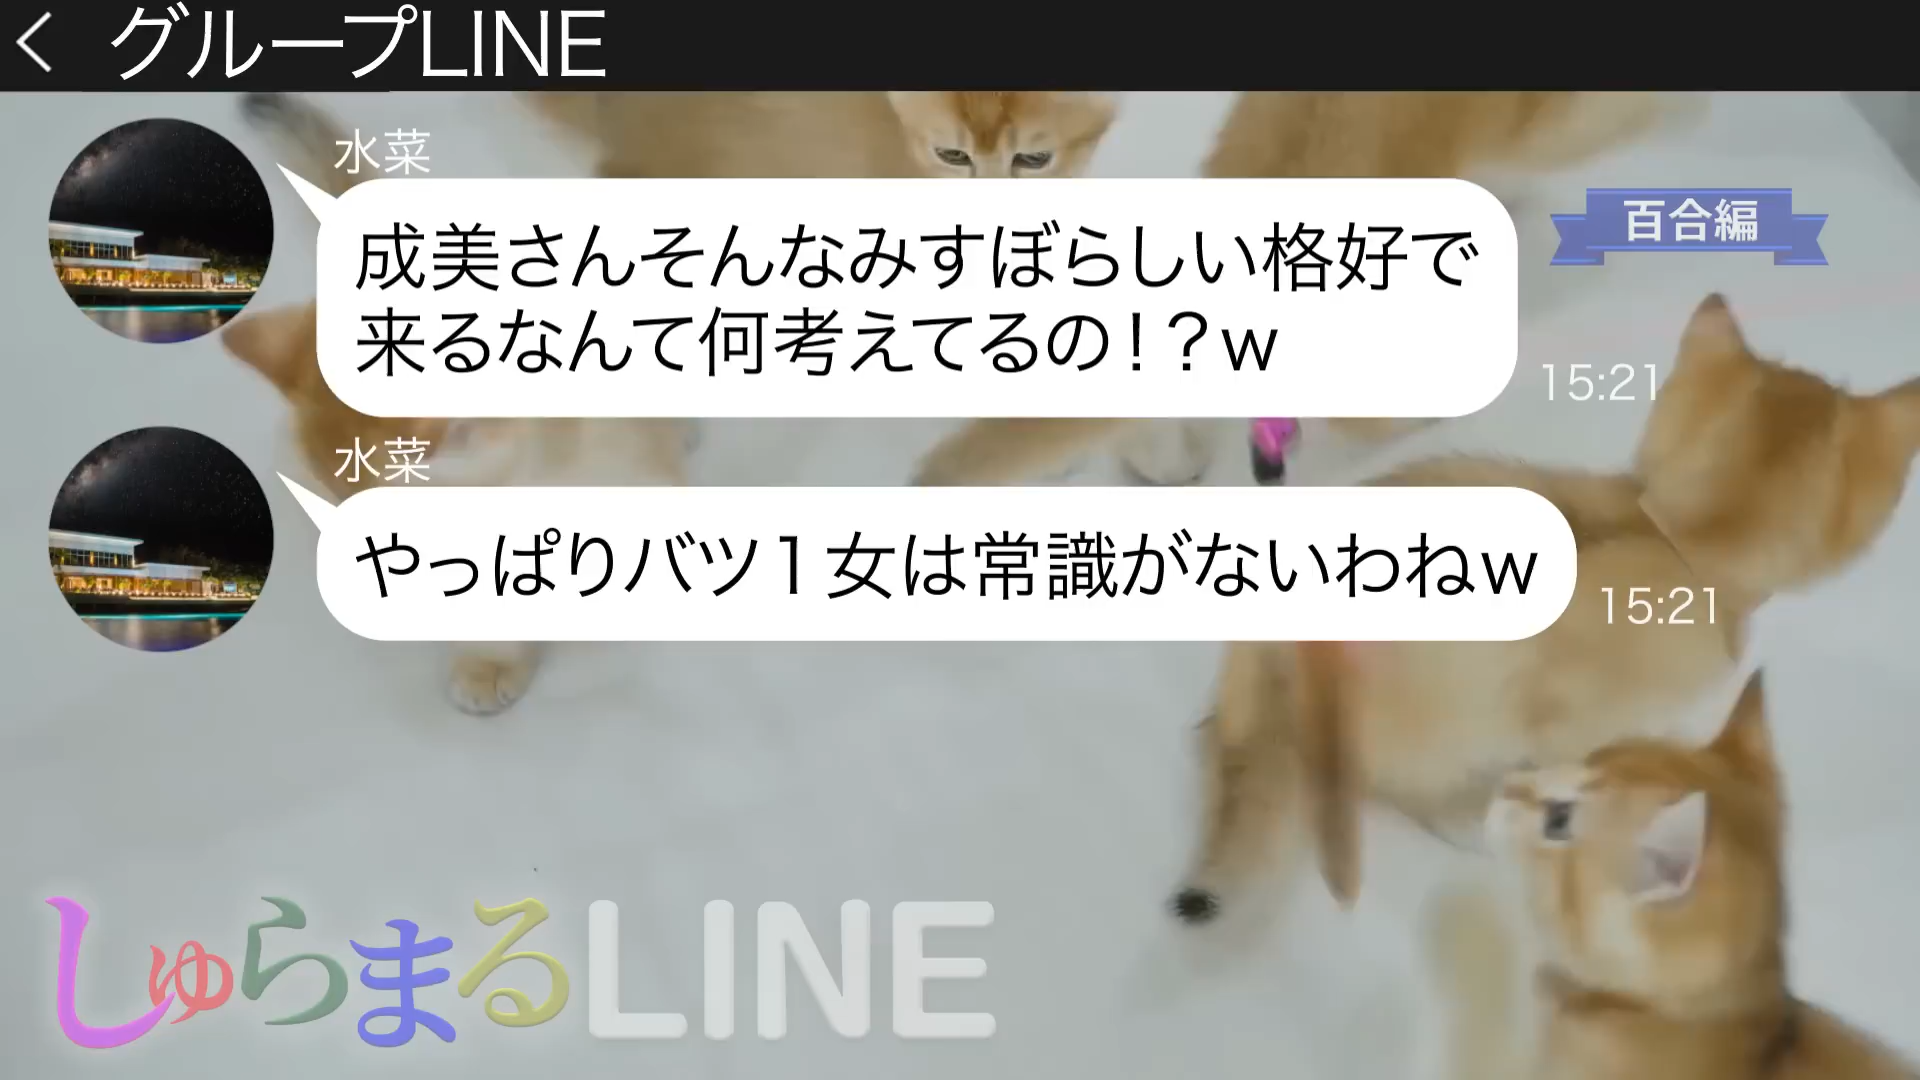 グループLINE
水菜
成美さんそんなみすぼらしい格好で
来るなんて何考えてるの！？w
百合編
15:21
水菜
やっぱりバツ１女は常識がないわねw
15:21
しゅらまるLINE